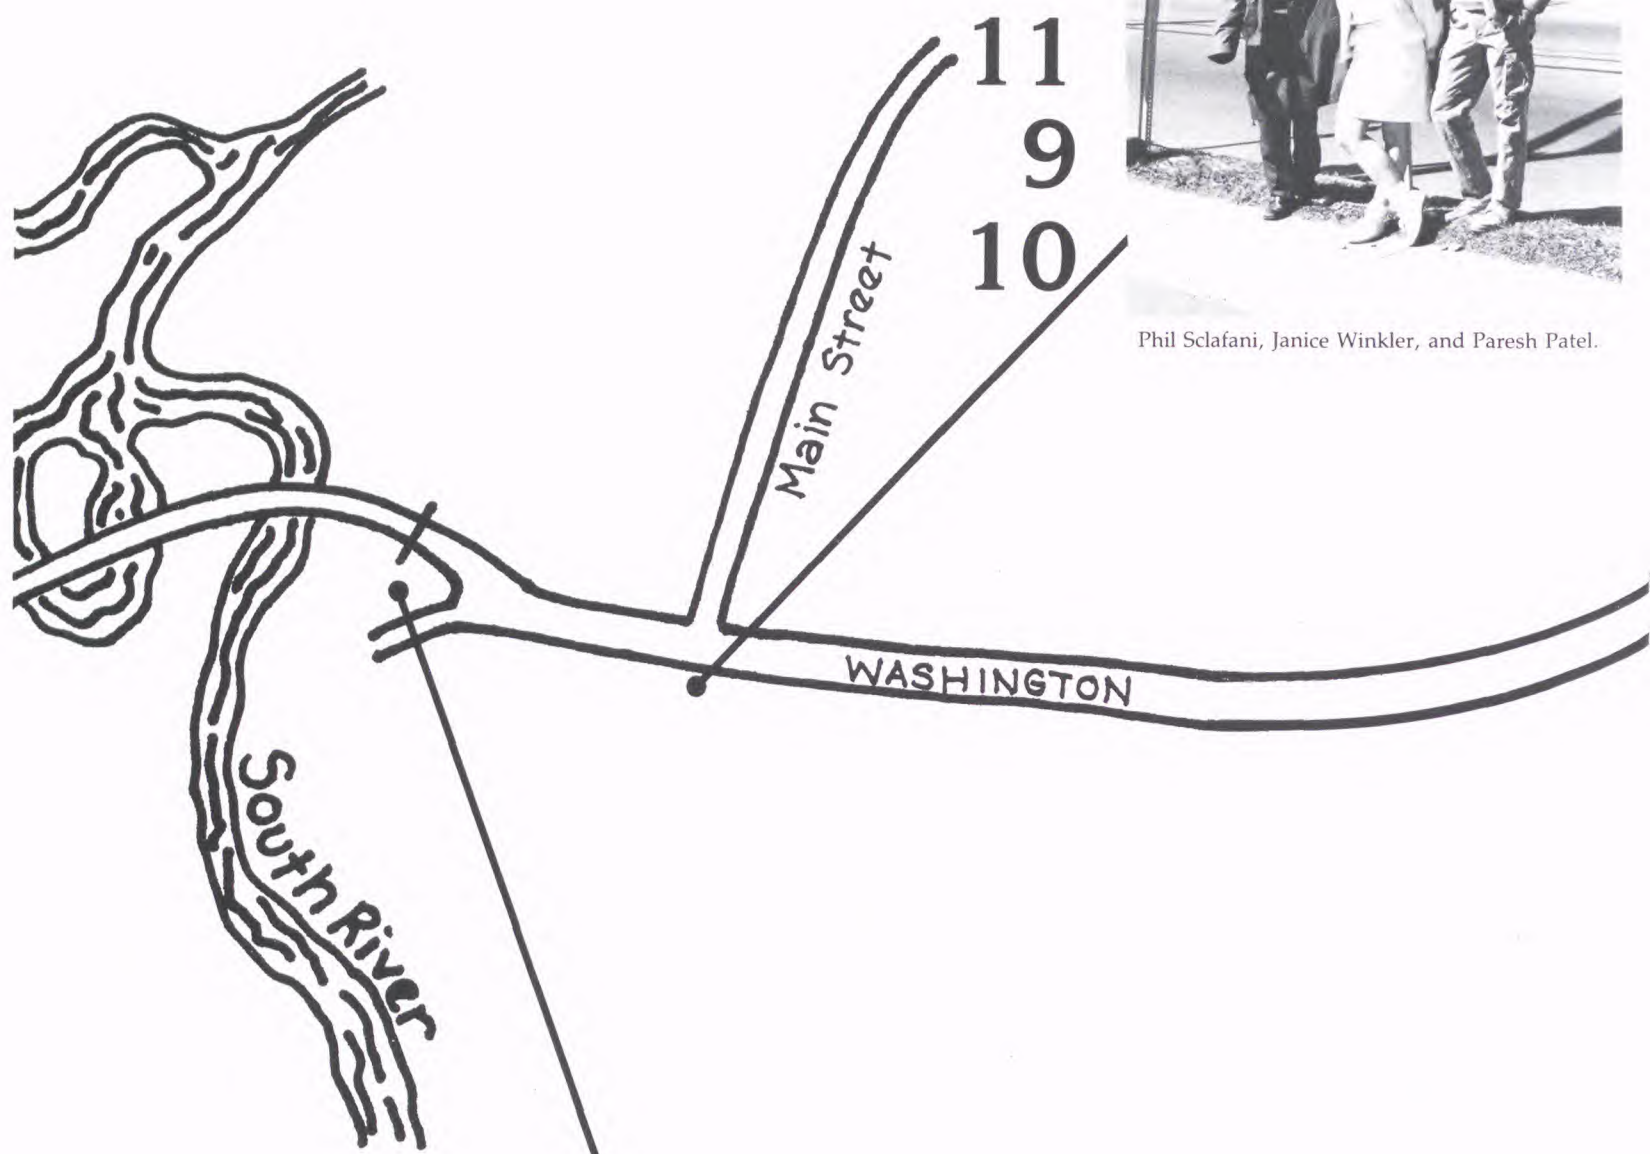 11
9
10
Phil Sclafani, Janice Winkler, and Paresh Patel.
Main Street
WASHINGTON
South River